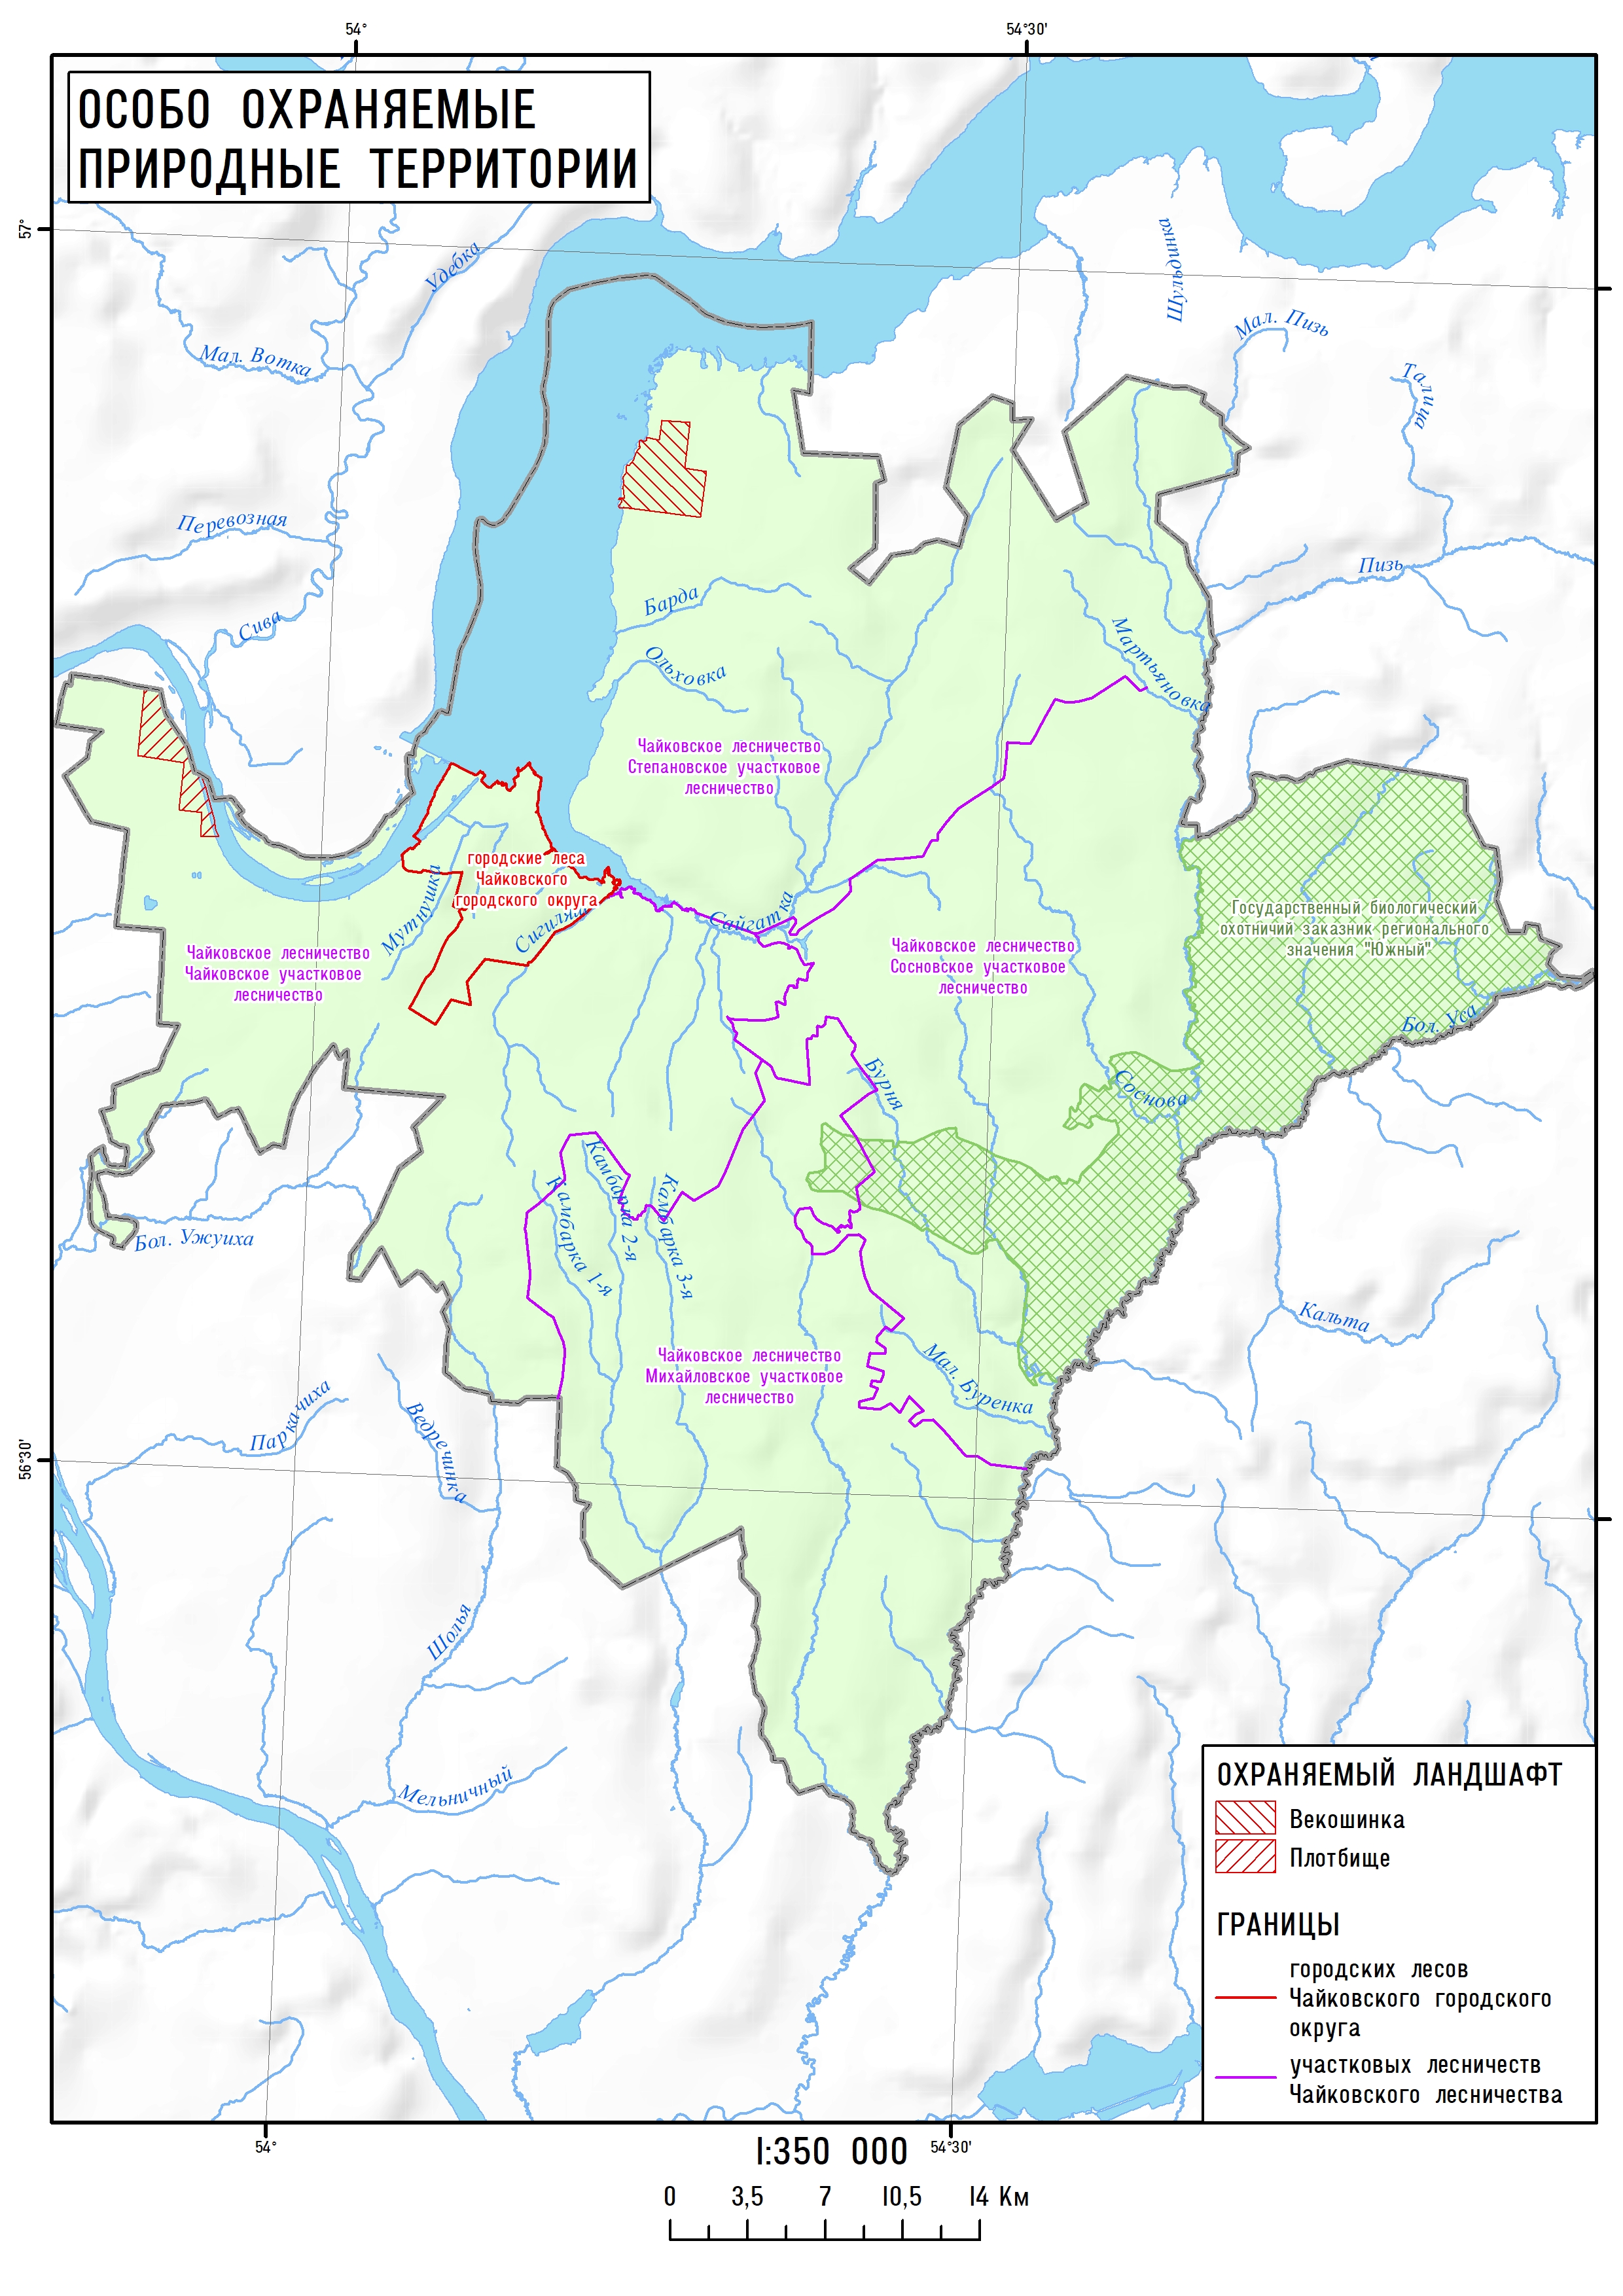 54°
54°30'
ОСОБО ОХРАНЯЕМЫЕ
ПРИРОДНЫЕ ТЕРРИТОРИИ
57°
Удебка
Шульдинка
Мал. Вотка
Мал. Пизь
Талица
Перевозная
Пизь
Сива
Барда
Ольховка
Мартьяновка
Чайковское лесничество
Степановское участковое
лесничество
городские леса
Чайковского
городского округа
Мутнушка
Сигиляш
Сайгатка
Чайковское лесничество
Чайковское участковое
лесничество
Чайковское лесничество
Сосновское участковое
лесничество
Государственный биологический
охотничий заказник регионального
значения "Южный"
Бол. Уса
Бурня
Соснова
Камбарка 1-я
Камбарка 2-я
Камбарка 3-я
Бол. Ужуиха
Кальта
Чайковское лесничество
Михайловское участковое
лесничество
Мал. Буренка
Паркачиха
Ведречинка
56°30'
Шолья
Мельничный
ОХРАНЯЕМЫЙ ЛАНДШАФТ
Векошинка
Плотбище
ГРАНИЦЫ
городских лесов
Чайковского городского
округа
участковых лесничеств
Чайковского лесничества
54°
54°30'
1:350 000
0 3,5 7 10,5 14 Км